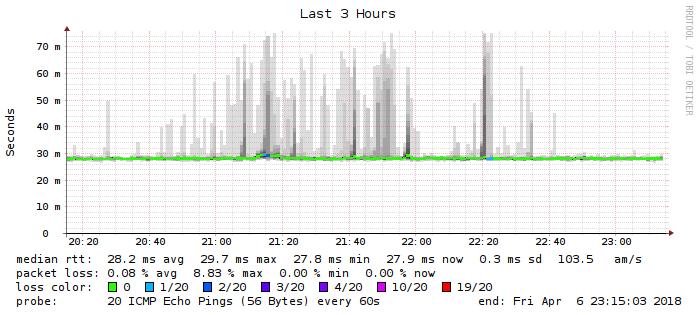 Last 3 Hours
RRDTOOL / TOBI OETIKER
Seconds
70 m
60 m
50 m
40 m
30 m
20 m
10 m
0
20:20 20:40 21:00 21:20 21:40 22:00 22:20 22:40 23:00
median rtt: 28.2 ms avg 29.7 ms max 27.8 ms min 27.9 ms now 0.3 ms sd 103.5 am/s
packet loss: 0.08 % avg 8.83 % max 0.00 % min 0.00 % now
loss color: 0 1/20 2/20 3/20 4/20 10/20 19/20
probe: 20 ICMP Echo Pings (56 Bytes) every 60s end: Fri Apr 6 23:15:03 2018